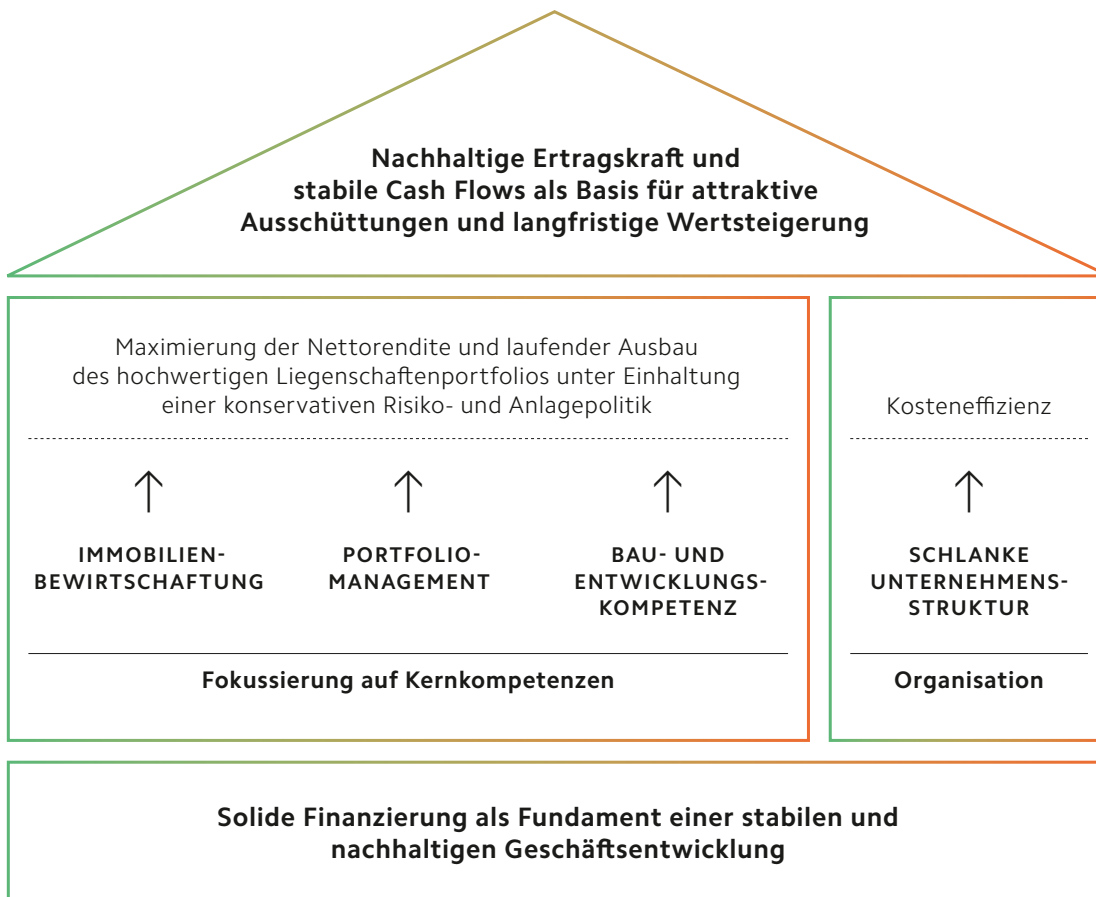 Nachhaltige Ertragskraft und
stabile Cash Flows als Basis für attraktive
Ausschüttungen und langfristige Wertsteigerung
Maximierung der Nettorendite und laufender Ausbau
des hochwertigen Liegenschaftenportfolios unter Einhaltung
einer konservativen Risiko- und Anlagepolitik
IMMOBILIEN-
BEWIRTSCHAFTUNG
PORTFOLIO-
MANAGEMENT
BAU- UND
ENTWICKLUNGS-
KOMPETENZ
Fokussierung auf Kernkompetenzen
Kosteneffizienz
SCHLANKE
UNTERNEHMENS-
STRUKTUR
Organisation
Solide Finanzierung als Fundament einer stabilen und
nachhaltigen Geschäftsentwicklung